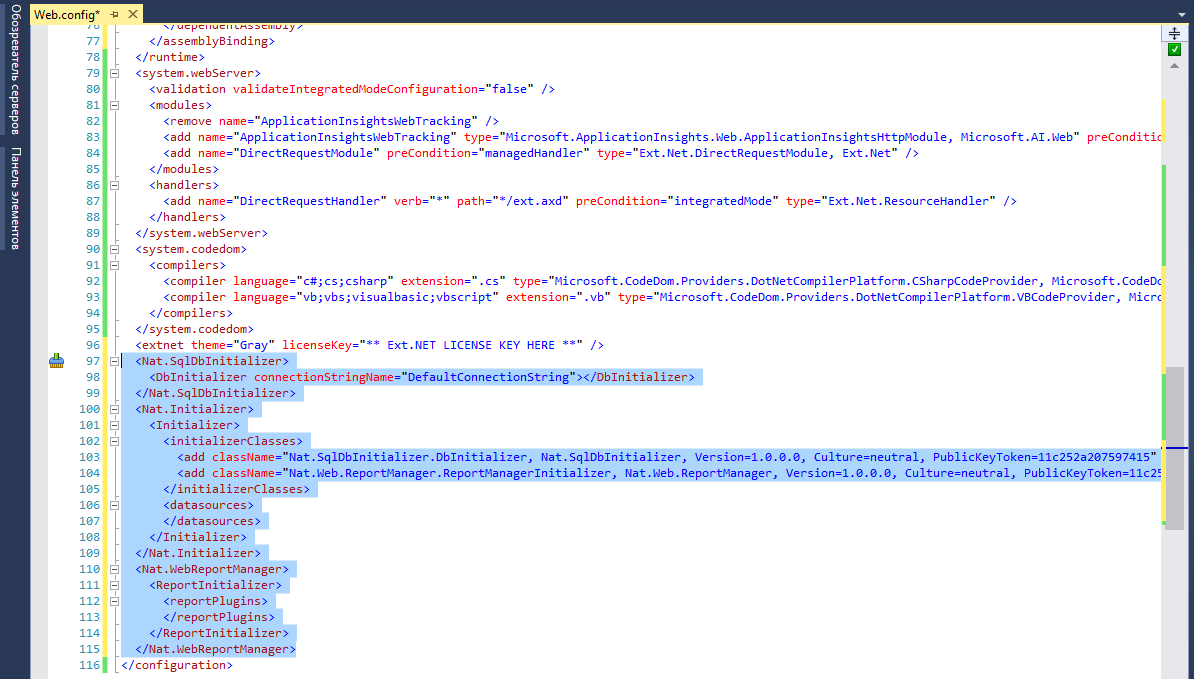 Web.config*
Обозреватель серверов
Панель элементов
76 </dependentAssembly>
77 </assemblyBinding>
78 </runtime>
79 <system.webServer>
80 <validation validateIntegratedModeConfiguration="false" />
81 <modules>
82 <remove name="ApplicationInsightsWebTracking" />
83 <add name="ApplicationInsightsWebTracking" type="Microsoft.ApplicationInsights.Web.ApplicationInsightsHttpModule, Microsoft.AI.Web" preConditio
84 <add name="DirectRequestModule" preCondition="managedHandler" type="Ext.Net.DirectRequestModule, Ext.Net" />
85 </modules>
86 <handlers>
87 <add name="DirectRequestHandler" verb="*" path="*/ext.axd" preCondition="integratedMode" type="Ext.Net.ResourceHandler" />
88 </handlers>
89 </system.webServer>
90 <system.codedom>
91 <compilers>
92 <compiler language="c#;cs;csharp" extension=".cs" type="Microsoft.CodeDom.Providers.DotNetCompilerPlatform.CSharpCodeProvider, Microsoft.CodeDo
93 <compiler language="vb;vbs;visualbasic;vbscript" extension=".vb" type="Microsoft.CodeDom.Providers.DotNetCompilerPlatform.VBCodeProvider, Micro
94 </compilers>
95 </system.codedom>
96 <extnet theme="Gray" licenseKey="** Ext.NET LICENSE KEY HERE **" />
97 <Nat.SqlDbInitializer>
98 <DbInitializer connectionStringName="DefaultConnectionString"></DbInitializer>
99 </Nat.SqlDbInitializer>
100 <Nat.Initializer>
101 <Initializer>
102 <initializerClasses>
103 <add className="Nat.SqlDbInitializer.DbInitializer, Nat.SqlDbInitializer, Version=1.0.0.0, Culture=neutral, PublicKeyToken=11c252a207597415"
104 <add className="Nat.Web.ReportManager.ReportManagerInitializer, Nat.Web.ReportManager, Version=1.0.0.0, Culture=neutral, PublicKeyToken=11c25
105 </initializerClasses>
106 <datasources>
107 </datasources>
108 </Initializer>
109 </Nat.Initializer>
110 <Nat.WebReportManager>
111 <ReportInitializer>
112 <reportPlugins>
113 </reportPlugins>
114 </ReportInitializer>
115 </Nat.WebReportManager>
116 </configuration>